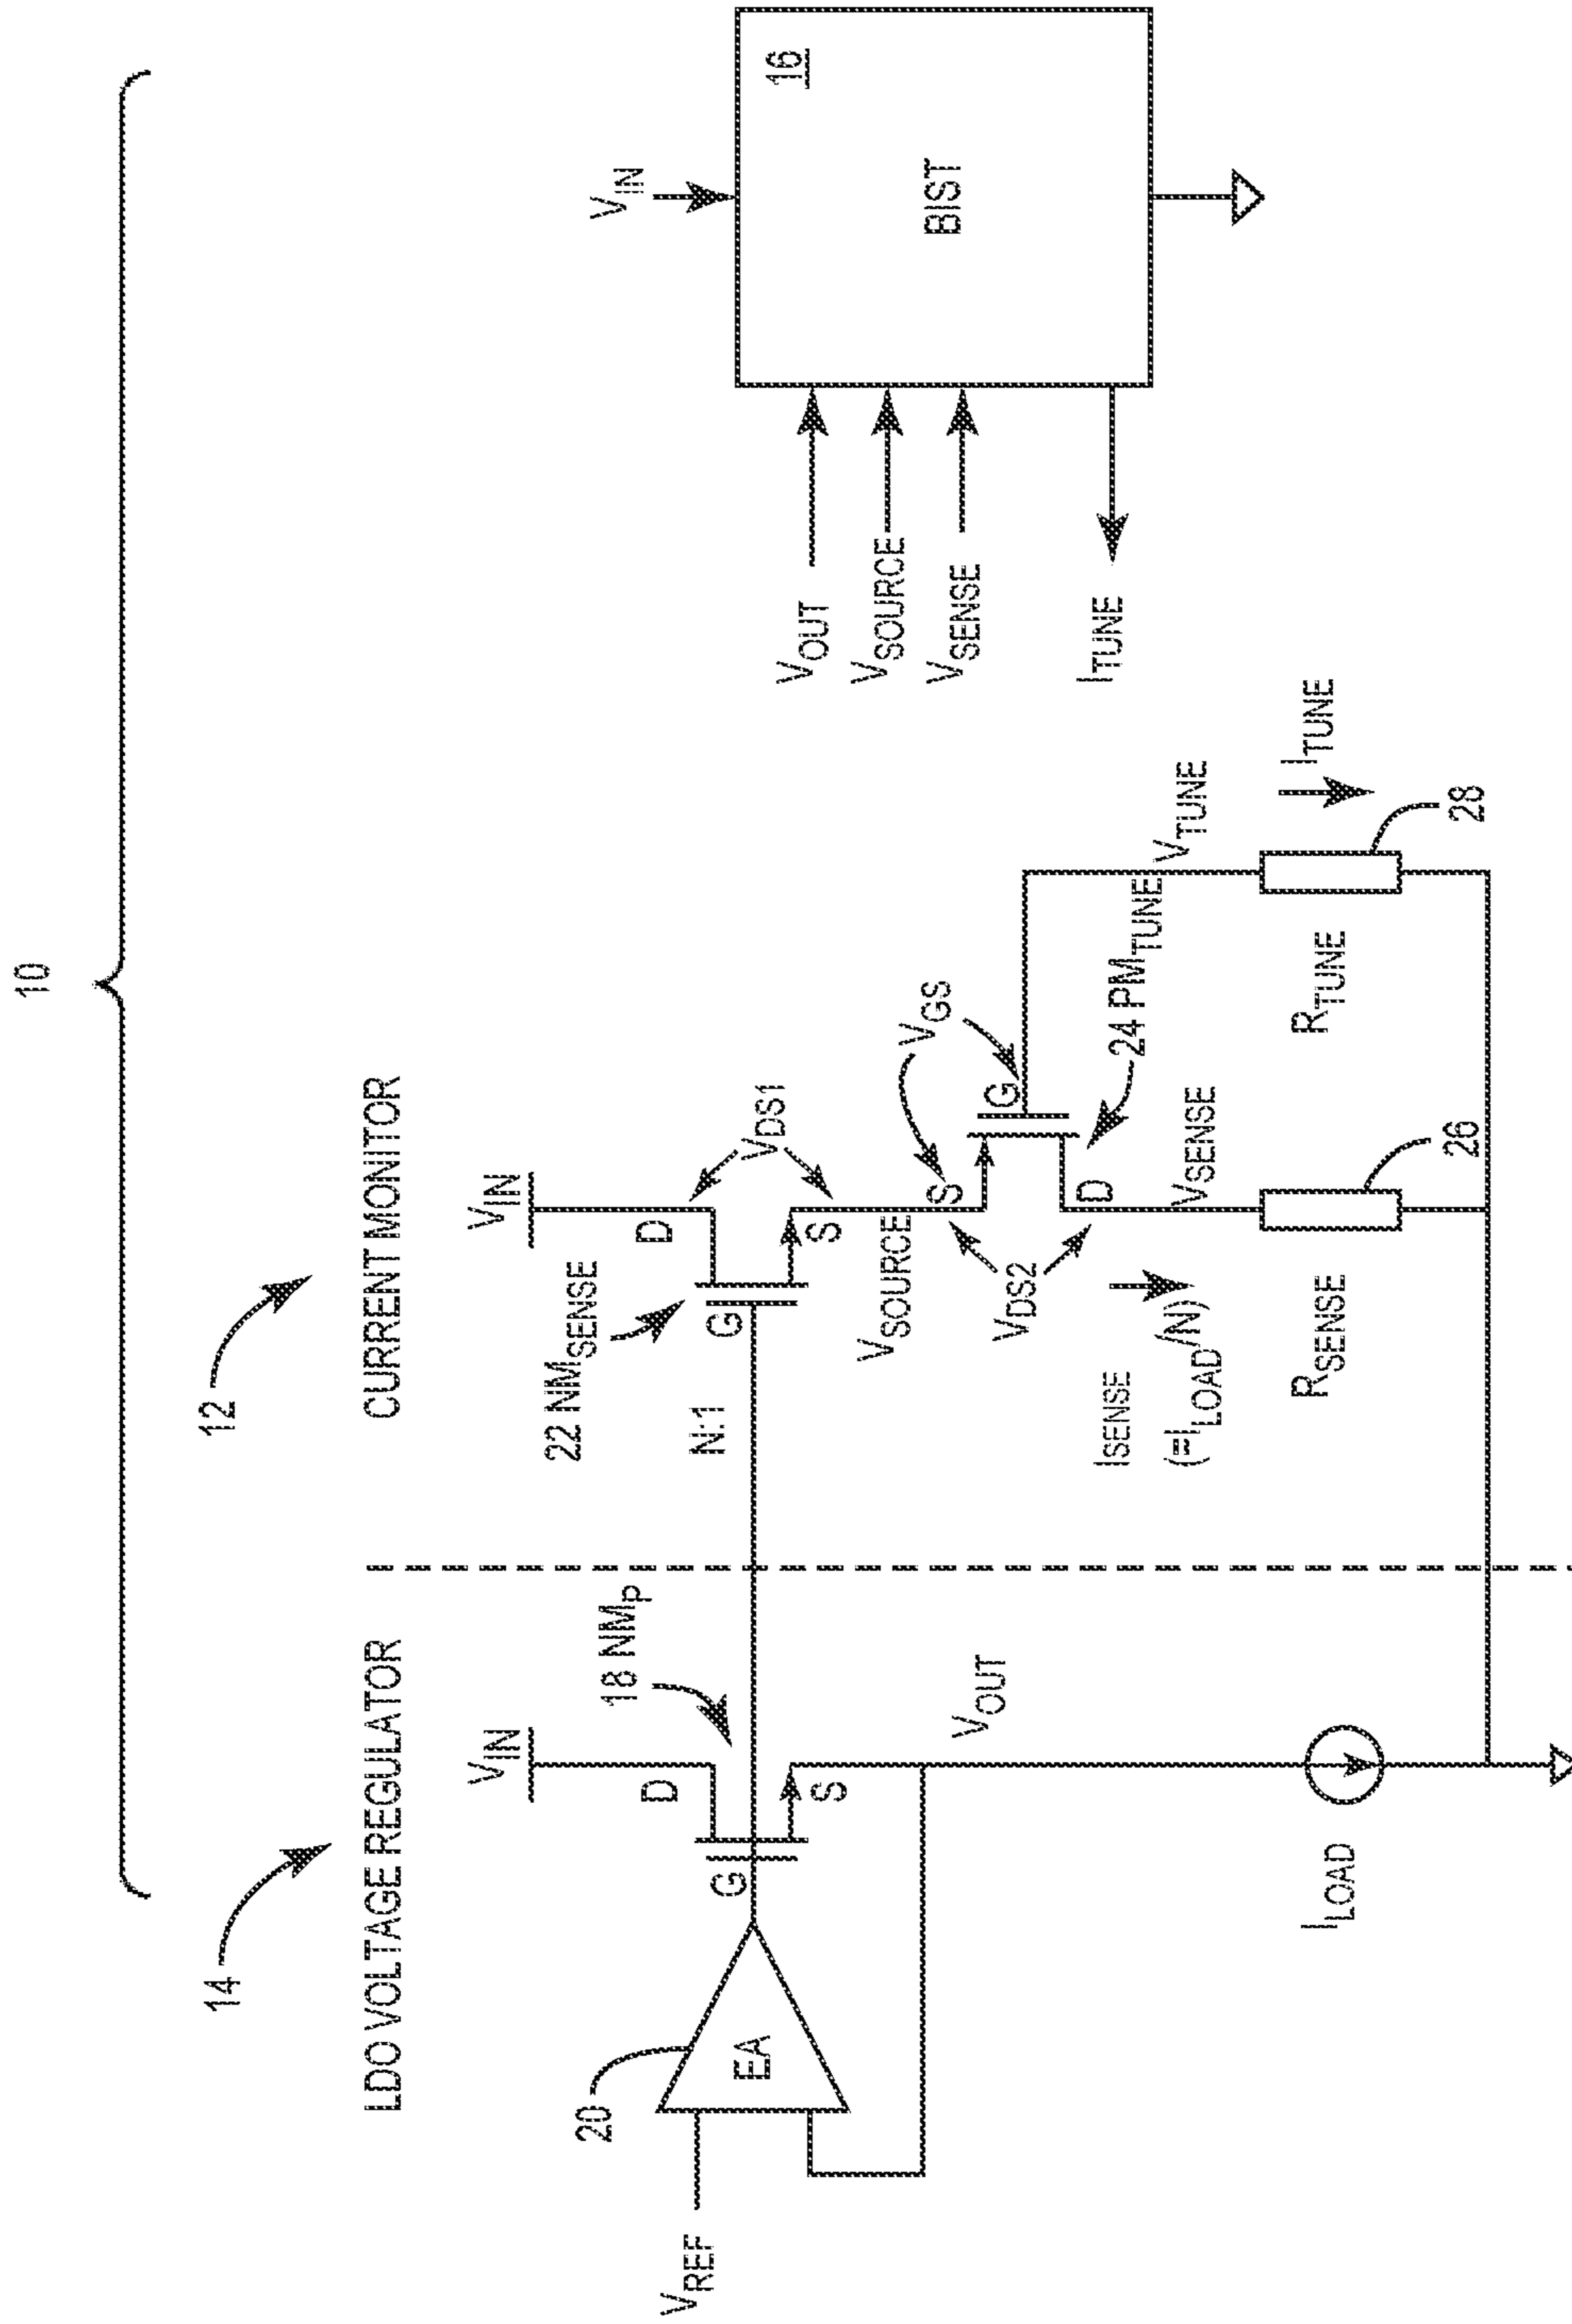 10
14
12
LDO VOLTAGE REGULATOR
CURRENT MONITOR
V_IN
V_IN
V_IN
20
18 NM_P
22 NM_SENSE
D
D
16
V_REF
EA
G
N:1
G
V_DS1
BIST
S
S
V_OUT
V_SOURCE
V_SENSE
I_TUNE
V_OUT
V_SOURCE
S
V_GS
G
V_DS2
D
24 PM_TUNE
I_SENSE
(=I_LOAD/N)
V_SENSE
V_TUNE
I_LOAD
R_SENSE
26
R_TUNE
I_TUNE
28